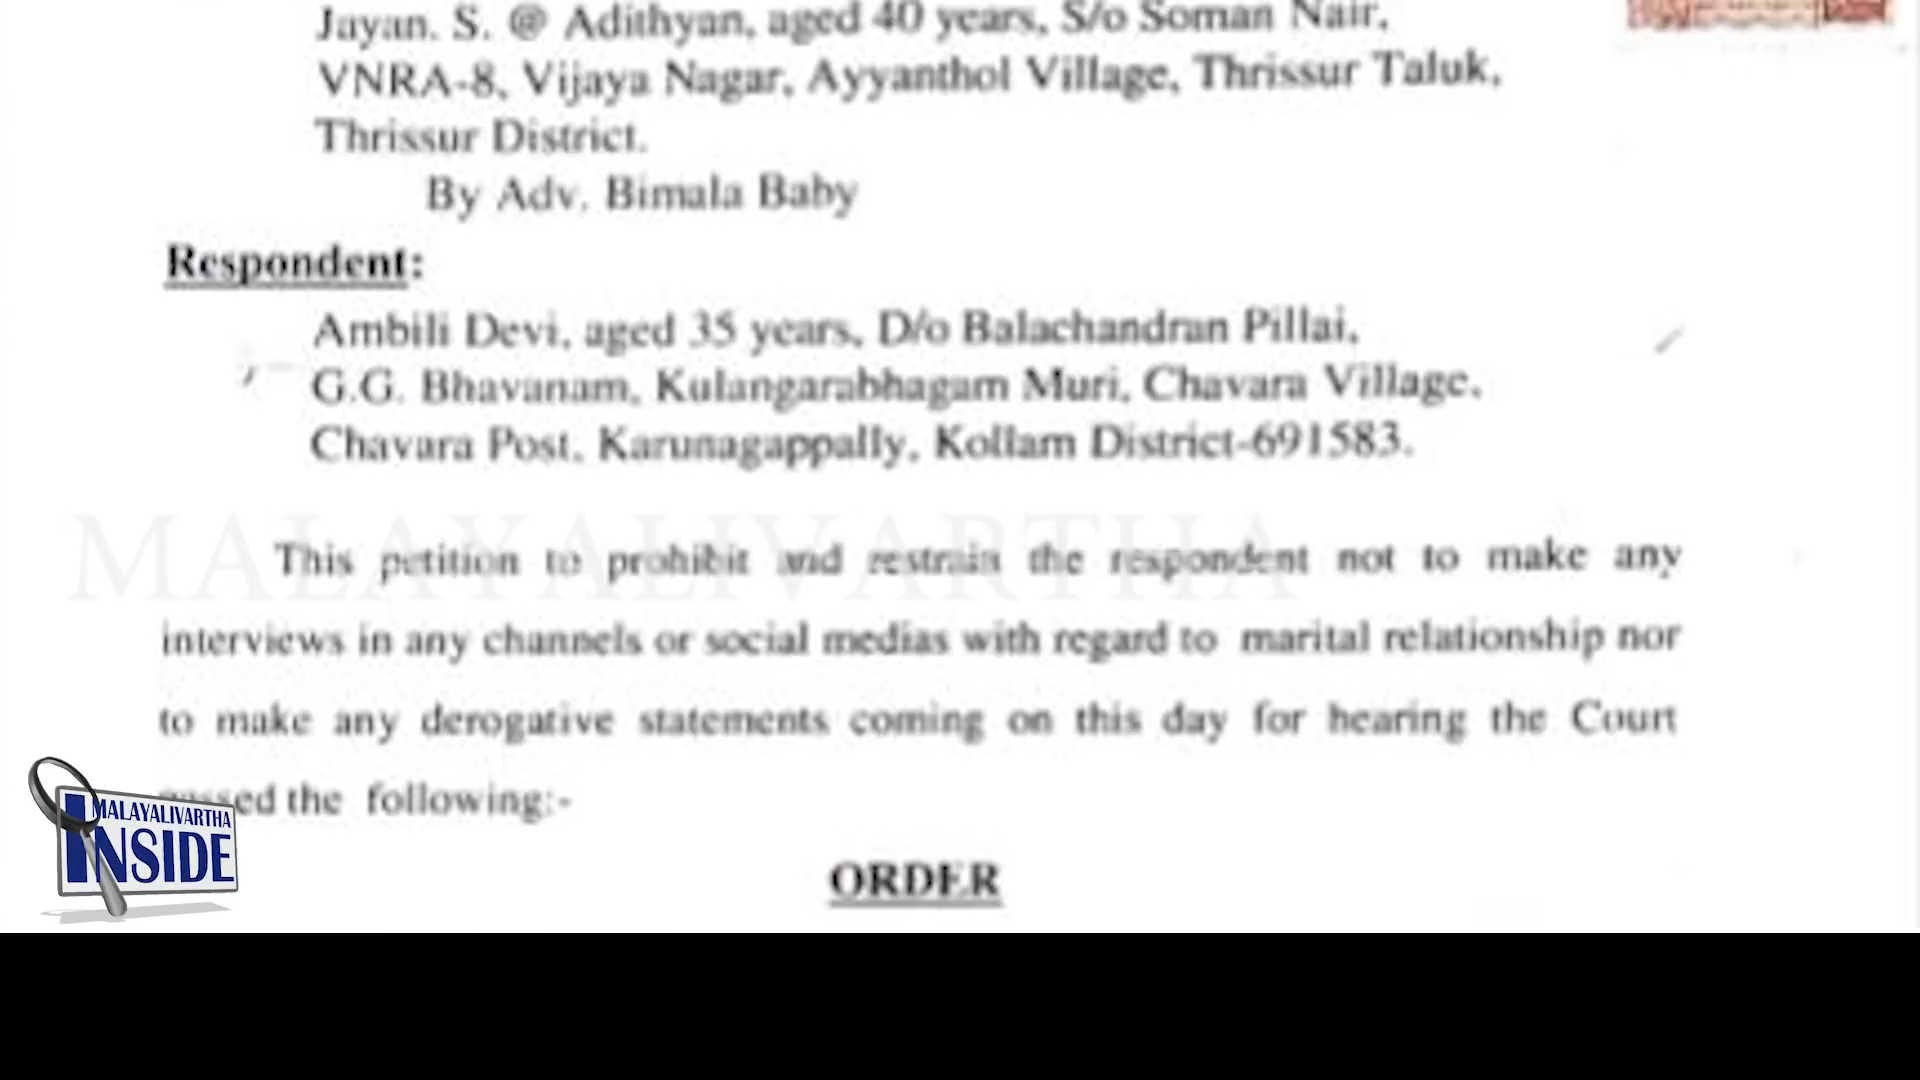 Jayan. S. @ Adithyan, aged 40 years, S/o Soman Nair,
VNRA-8, Vijaya Nagar, Ayyanthol Village, Thrissur Taluk,
Thrissur District.
By Adv. Bimala Baby
Respondent:
Ambili Devi, aged 35 years, D/o Balachandran Pillai,
G.G. Bhavanam, Kulangarabhagam Muri, Chavara Village,
Chavara Post, Karunagappally, Kollam District-691583.
MALAYALIVARTHA
This petition to prohibit and restrain the respondent not to make any
interviews in any channels or social medias with regard to marital relationship nor
to make any derogative statements coming on this day for hearing the Court
passed the following:-
MALAYALIVARTHA
INSIDE
ORDER